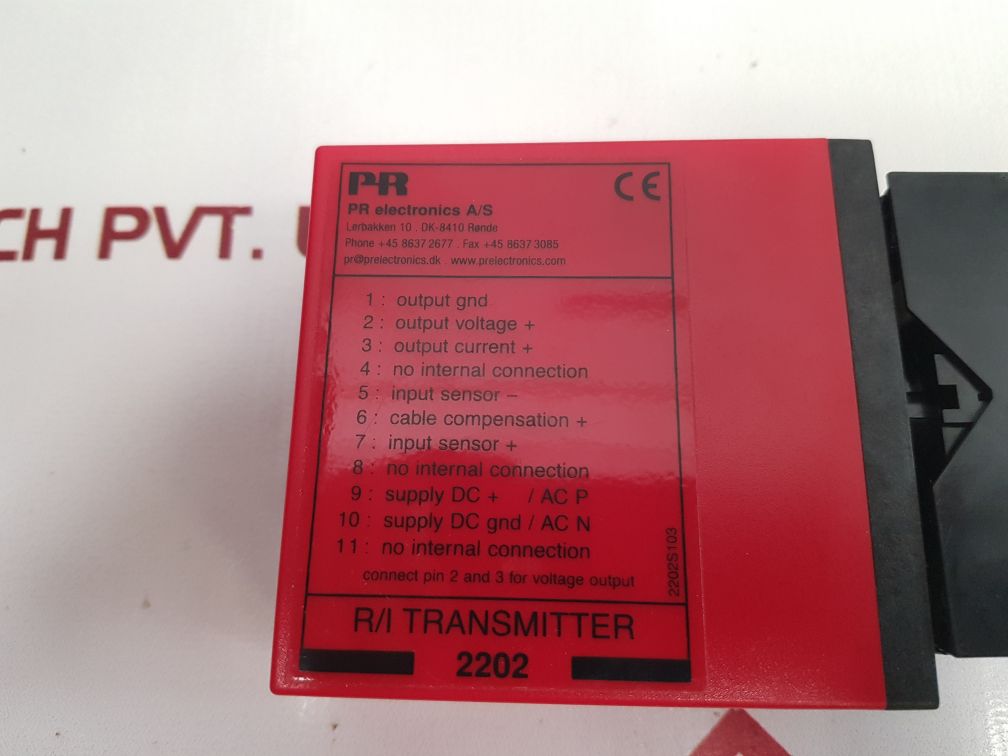 CH PVT.
PR
CE
PR electronics A/S
Lerbakken 10 . DK-8410 Rønde
Phone +45 8637 2677 . Fax +45 8637 3085
pr@prelectronics.dk . www.prelectronics.com
1 : output gnd
2 : output voltage +
3 : output current +
4 : no internal connection
5 : input sensor –
6 : cable compensation +
7 : input sensor +
8 : no internal connection
9 : supply DC + / AC P
10 : supply DC gnd / AC N
11 : no internal connection
connect pin 2 and 3 for voltage output
2202S103
R/I TRANSMITTER
2202